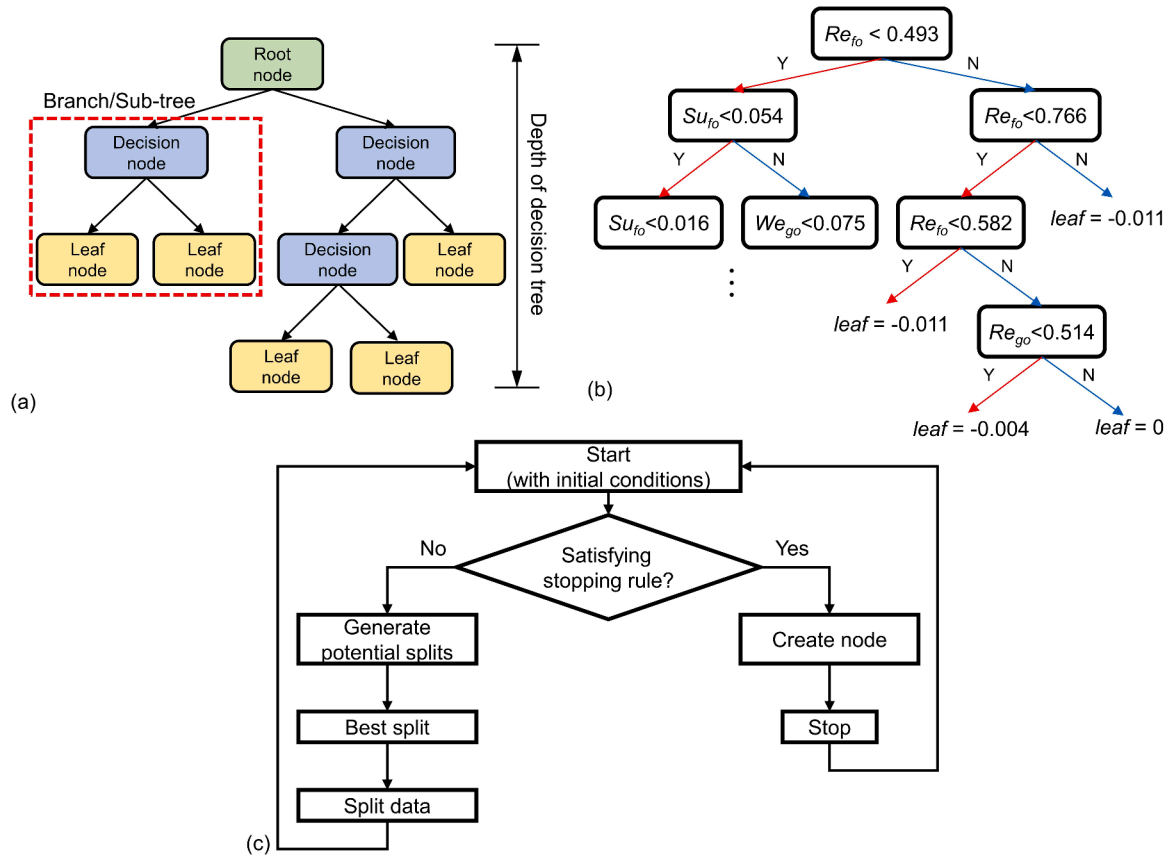 Root
node
Branch/Sub-tree
Decision
node
Decision
node
Leaf
node
Leaf
node
Decision
node
Leaf
node
Leaf
node
Leaf
node
Depth of decision tree
(a)
Re_fo < 0.493
Y
N
Su_fo<0.054
Re_fo<0.766
Y
N
Y
N
Su_fo<0.016
We_go<0.075
Re_fo<0.582
leaf = -0.011
⋮
Y
N
leaf = -0.011
Re_go<0.514
Y
N
leaf = -0.004
leaf = 0
(b)
Start
(with initial conditions)
Satisfying
stopping rule?
No
Yes
Generate
potential splits
Best split
Split data
Create node
Stop
(c)